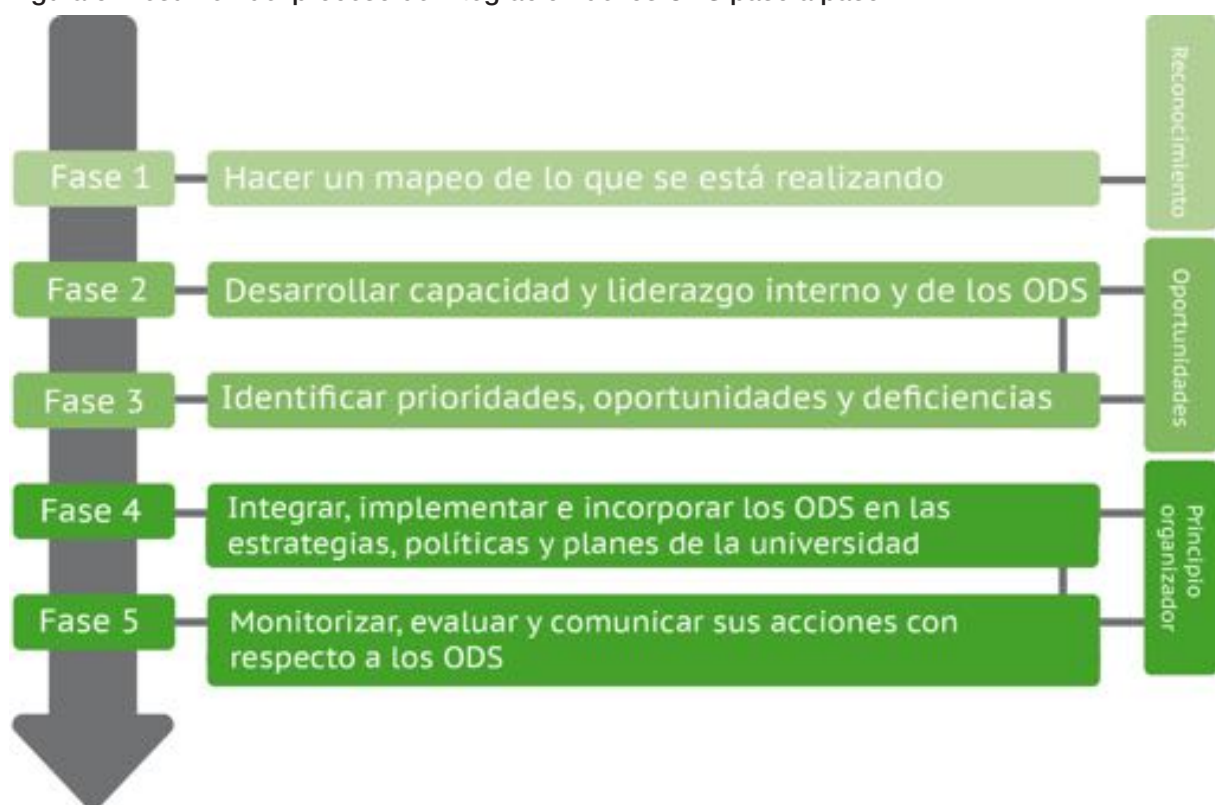 Reconocimiento
Fase 1
Hacer un mapeo de lo que se está realizando
Fase 2
Desarrollar capacidad y liderazgo interno y de los ODS
Oportunidades
Fase 3
Identificar prioridades, oportunidades y deficiencias
Fase 4
Integrar, implementar e incorporar los ODS en las
estrategias, políticas y planes de la universidad
Principio
organizador
Fase 5
Monitorizar, evaluar y comunicar sus acciones con
respecto a los ODS